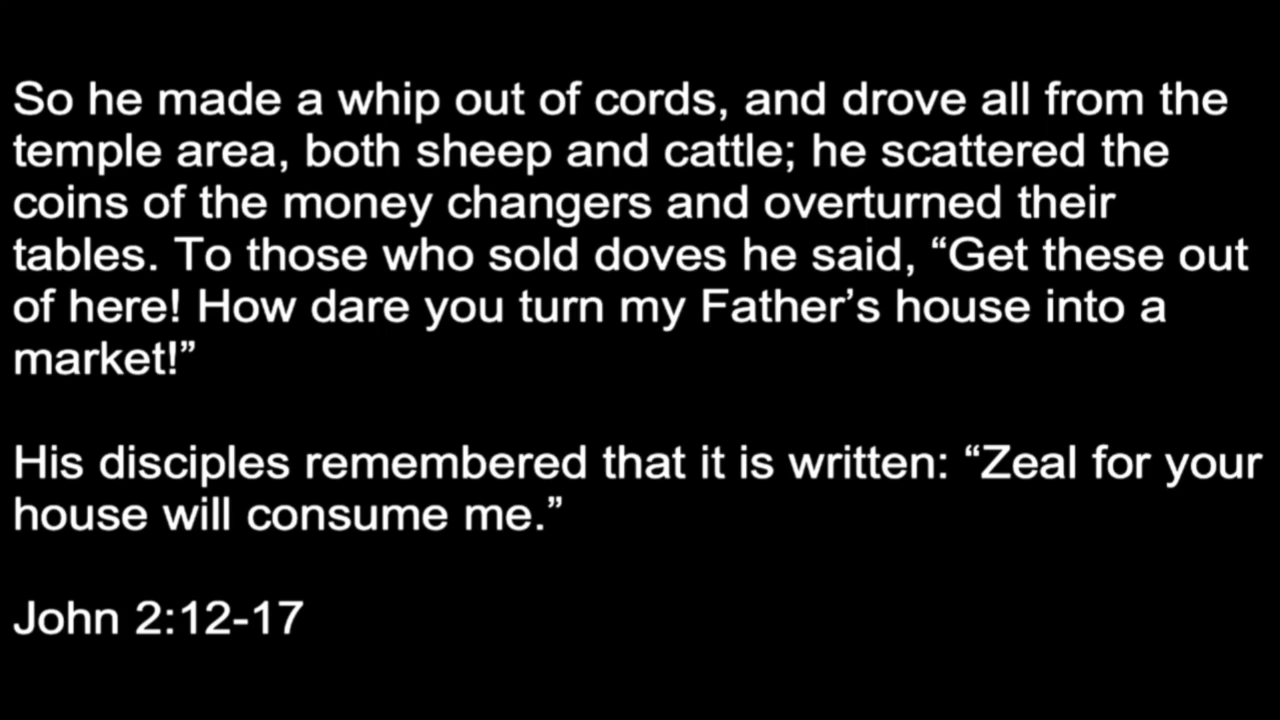 So he made a whip out of cords, and drove all from the
temple area, both sheep and cattle; he scattered the
coins of the money changers and overturned their
tables. To those who sold doves he said, “Get these out
of here! How dare you turn my Father’s house into a
market!”
His disciples remembered that it is written: “Zeal for your
house will consume me.”
John 2:12-17